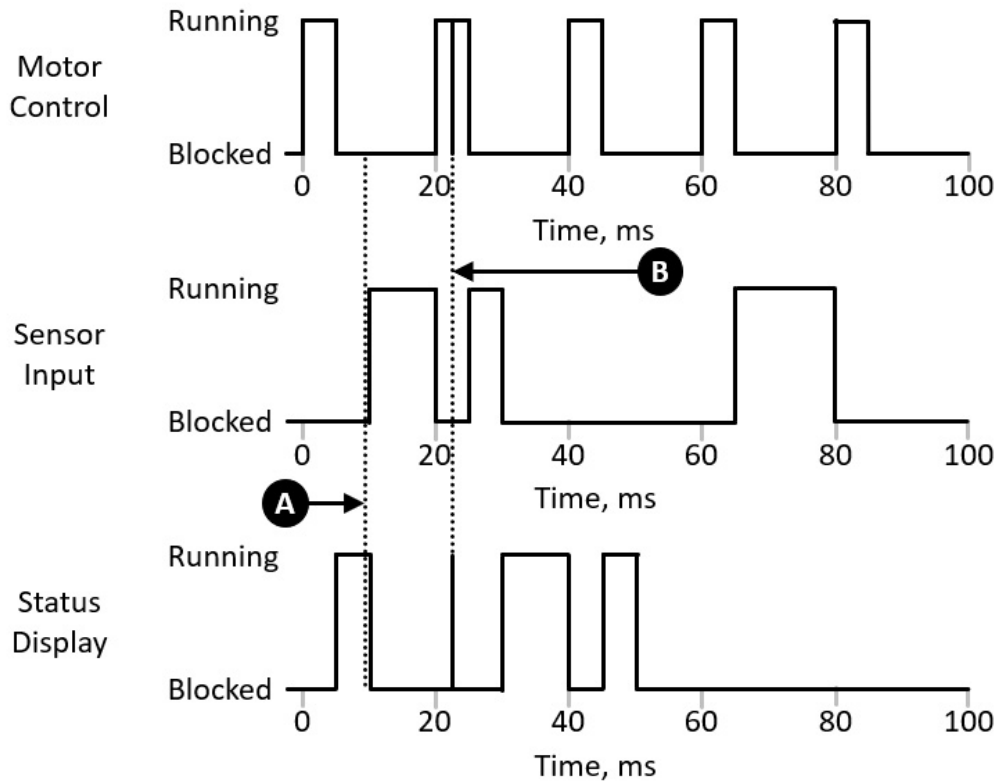 Motor
Control
Running
Blocked
0 20 40 60 80 100
Time, ms
B
Sensor
Input
Running
Blocked
0 20 40 60 80 100
Time, ms
A
Status
Display
Running
Blocked
0 20 40 60 80 100
Time, ms